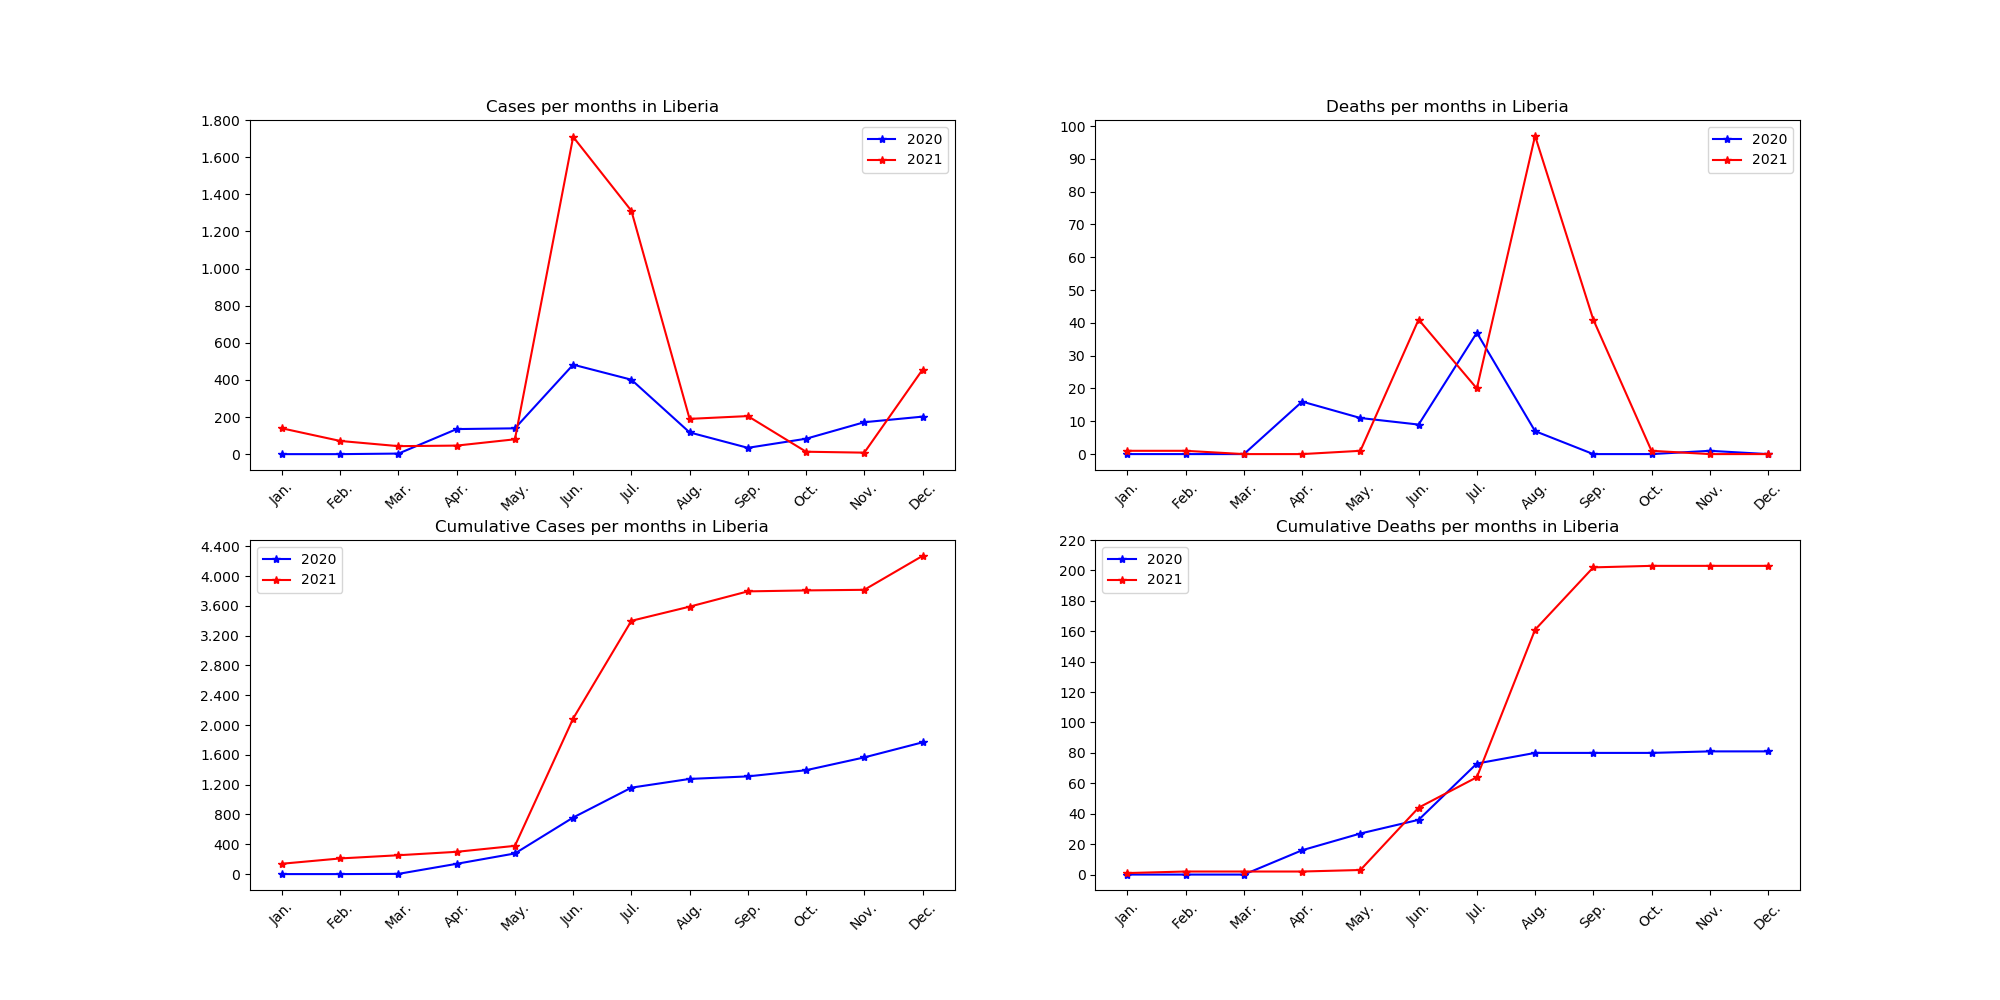 Cases per months in Liberia
1.800
1.600
1.400
1.200
1.000
800
600
400
200
0
Jan.
Feb.
Mar.
Apr.
May.
Jun.
Jul.
Aug.
Sep.
Oct.
Nov.
Dec.
2020
2021
Deaths per months in Liberia
100
90
80
70
60
50
40
30
20
10
0
Jan.
Feb.
Mar.
Apr.
May.
Jun.
Jul.
Aug.
Sep.
Oct.
Nov.
Dec.
2020
2021
Cumulative Cases per months in Liberia
4.400
4.000
3.600
3.200
2.800
2.400
2.000
1.600
1.200
800
400
0
Jan.
Feb.
Mar.
Apr.
May.
Jun.
Jul.
Aug.
Sep.
Oct.
Nov.
Dec.
2020
2021
Cumulative Deaths per months in Liberia
220
200
180
160
140
120
100
80
60
40
20
0
Jan.
Feb.
Mar.
Apr.
May.
Jun.
Jul.
Aug.
Sep.
Oct.
Nov.
Dec.
2020
2021